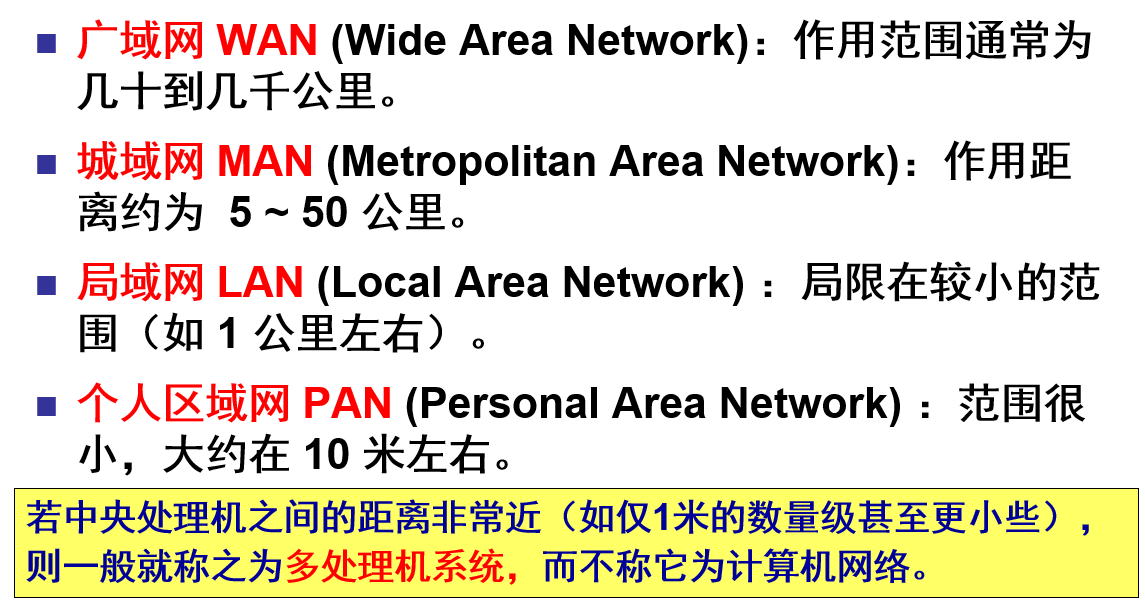 广域网 WAN (Wide Area Network)：作用范围通常为
几十到几千公里。
城域网 MAN (Metropolitan Area Network)：作用距
离约为 5 ~ 50 公里。
局域网 LAN (Local Area Network) ：局限在较小的范
围（如 1 公里左右）。
个人区域网 PAN (Personal Area Network) ：范围很
小，大约在 10 米左右。
若中央处理机之间的距离非常近（如仅1米的数量级甚至更小些），
则一般就称之为多处理机系统，而不称它为计算机网络。